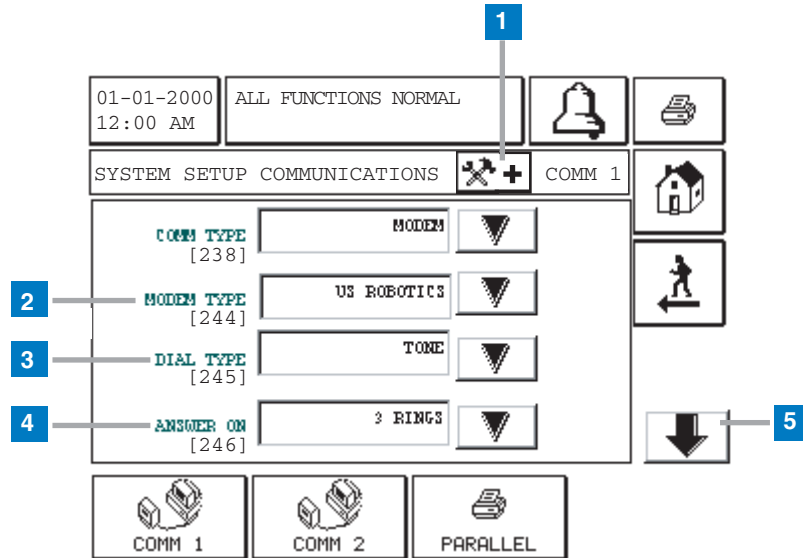 1
01-01-2000
12:00 AM
ALL FUNCTIONS NORMAL
SYSTEM SETUP COMMUNICATIONS
+
COMM 1
COMM TYPE
[238]
MODEM
2
MODEM TYPE
[244]
US ROBOTICS
3
DIAL TYPE
[245]
TONE
4
ANSWER ON
[246]
3 RINGS
5
COMM 1
COMM 2
PARALLEL